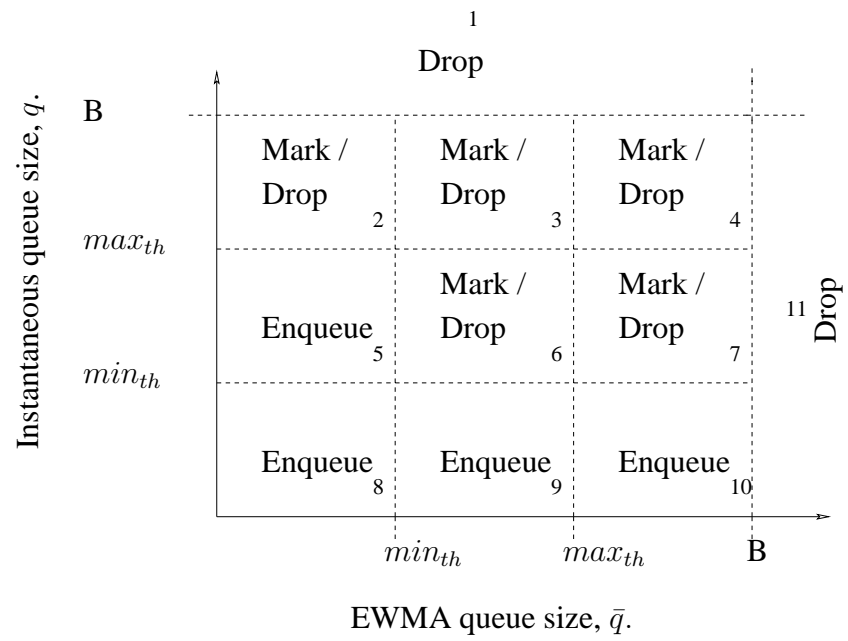 1
Drop
Instantaneous queue size, q.
B
Mark /
Drop
2
Mark /
Drop
3
Mark /
Drop
4
max_th
Enqueue
5
Mark /
Drop
6
Mark /
Drop
7
11
Drop
min_th
Enqueue
8
Enqueue
9
Enqueue
10
min_th
max_th
B
EWMA queue size, q̄.